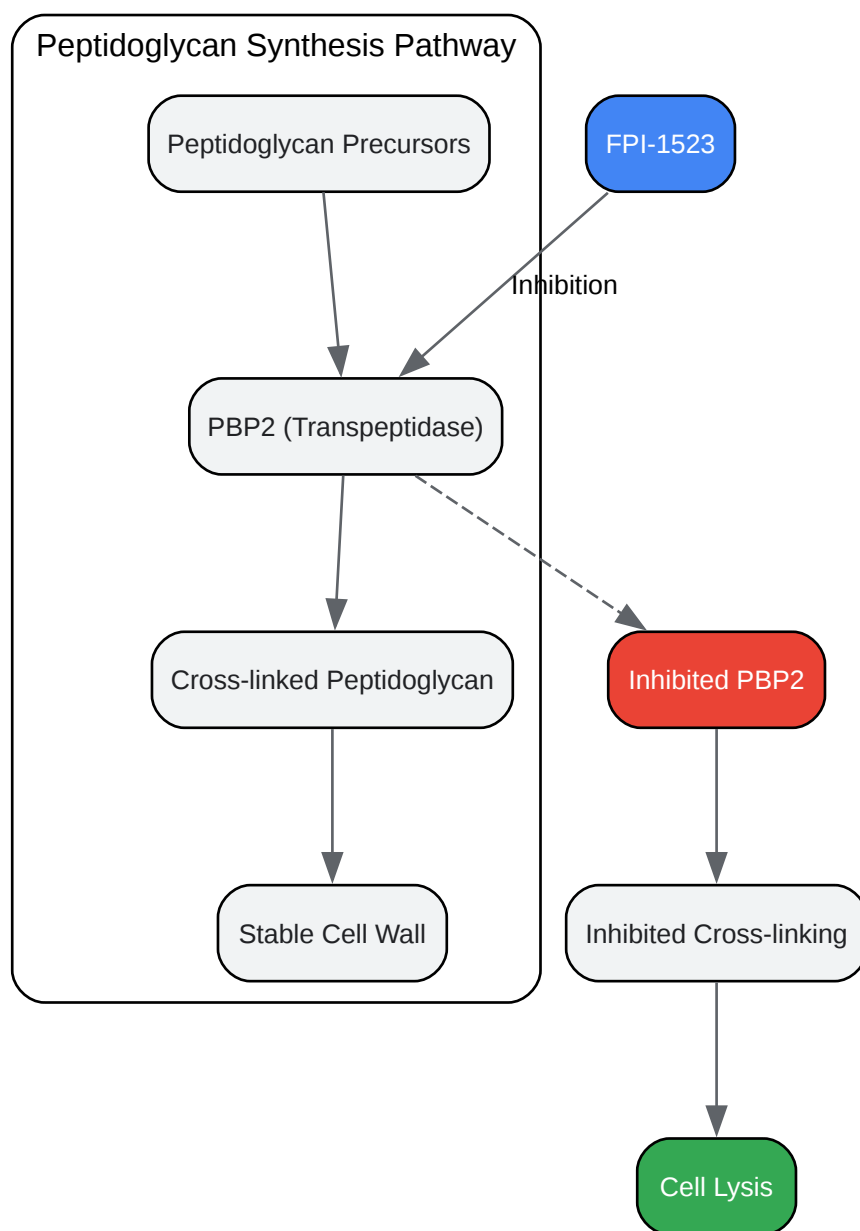 Peptidoglycan Synthesis Pathway
Peptidoglycan Precursors
FPI-1523
Inhibition
PBP2 (Transpeptidase)
Cross-linked Peptidoglycan
Inhibited PBP2
Stable Cell Wall
Inhibited Cross-linking
Cell Lysis